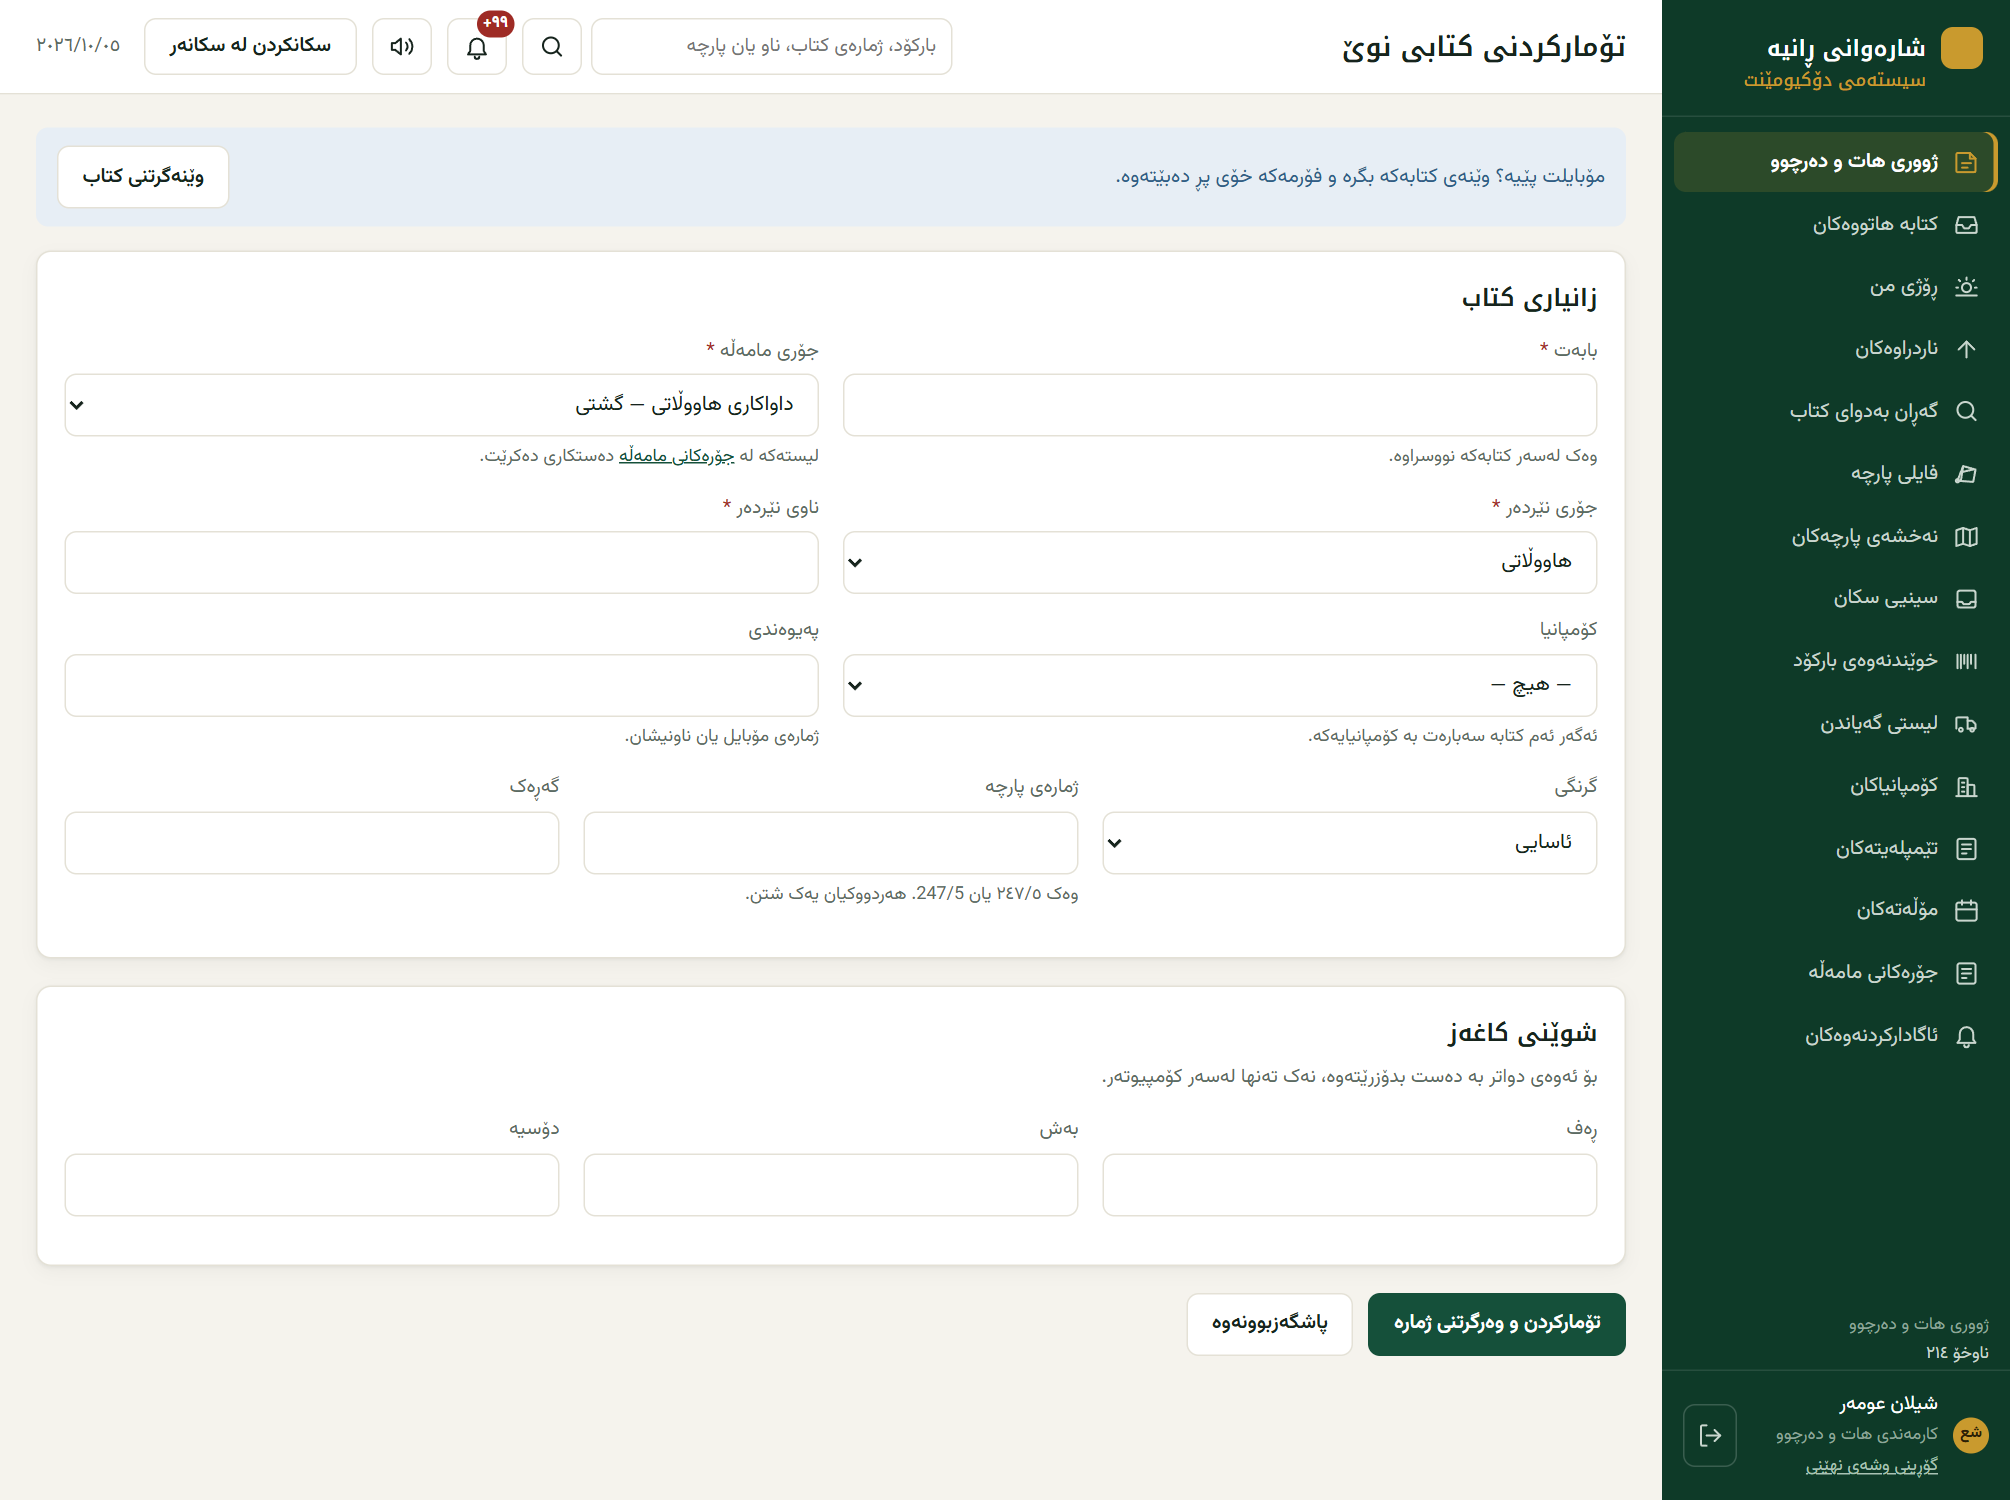 شارەوانی ڕانیە
سیستەمی دۆکیومێنت
ژووری هات و دەرچوو
کتابە هاتووەکان
ڕۆژی من
ناردراوەکان
گەڕان بەدوای کتاب
فایلی پارچە
نەخشەی پارچەکان
سینیی سکان
خوێندنەوەی بارکۆد
لیستی گەیاندن
کۆمپانیاکان
تێمپلەیتەکان
مۆڵەتەکان
جۆرەکانی مامەڵە
ئاگادارکردنەوەکان
ژووری هات و دەرچوو
ناوخۆ ٢١٤
شع
شیلان عومەر
کارمەندی هات و دەرچوو
گۆڕینی وشەی نهێنی
تۆمارکردنی کتابی نوێ
بارکۆد، ژمارەی کتاب، ناو یان پارچە
+٩٩
سکانکردن لە سکانەر
٢٠٢٦/١٠/٠٥
مۆبایلت پێیە؟ وێنەی کتابەکە بگرە و فۆرمەکە خۆی پڕ دەبێتەوە.
وێنەگرتنی کتاب
زانیاری کتاب
بابەت *
جۆری مامەڵە *
داواکاری هاووڵاتی — گشتی
وەک لەسەر کتابەکە نووسراوە.
لیستەکە لە جۆرەکانی مامەڵە دەستکاری دەکرێت.
جۆری نێردەر *
ناوی نێردەر *
هاووڵاتی
کۆمپانیا
پەیوەندی
— هیچ —
ئەگەر ئەم کتابە سەبارەت بە کۆمپانیایەکە.
ژمارەی مۆبایل یان ناونیشان.
گرنگی
ژمارەی پارچە
گەڕەک
ئاسایی
وەک ٢٤٧/٥ یان 247/5. هەردووکیان یەک شتن.
شوێنی کاغەز
بۆ ئەوەی دواتر بە دەست بدۆزرێتەوە، نەک تەنها لەسەر کۆمپیوتەر.
ڕەف
بەش
دۆسیە
تۆمارکردن و وەرگرتنی ژمارە
پاشگەزبوونەوە